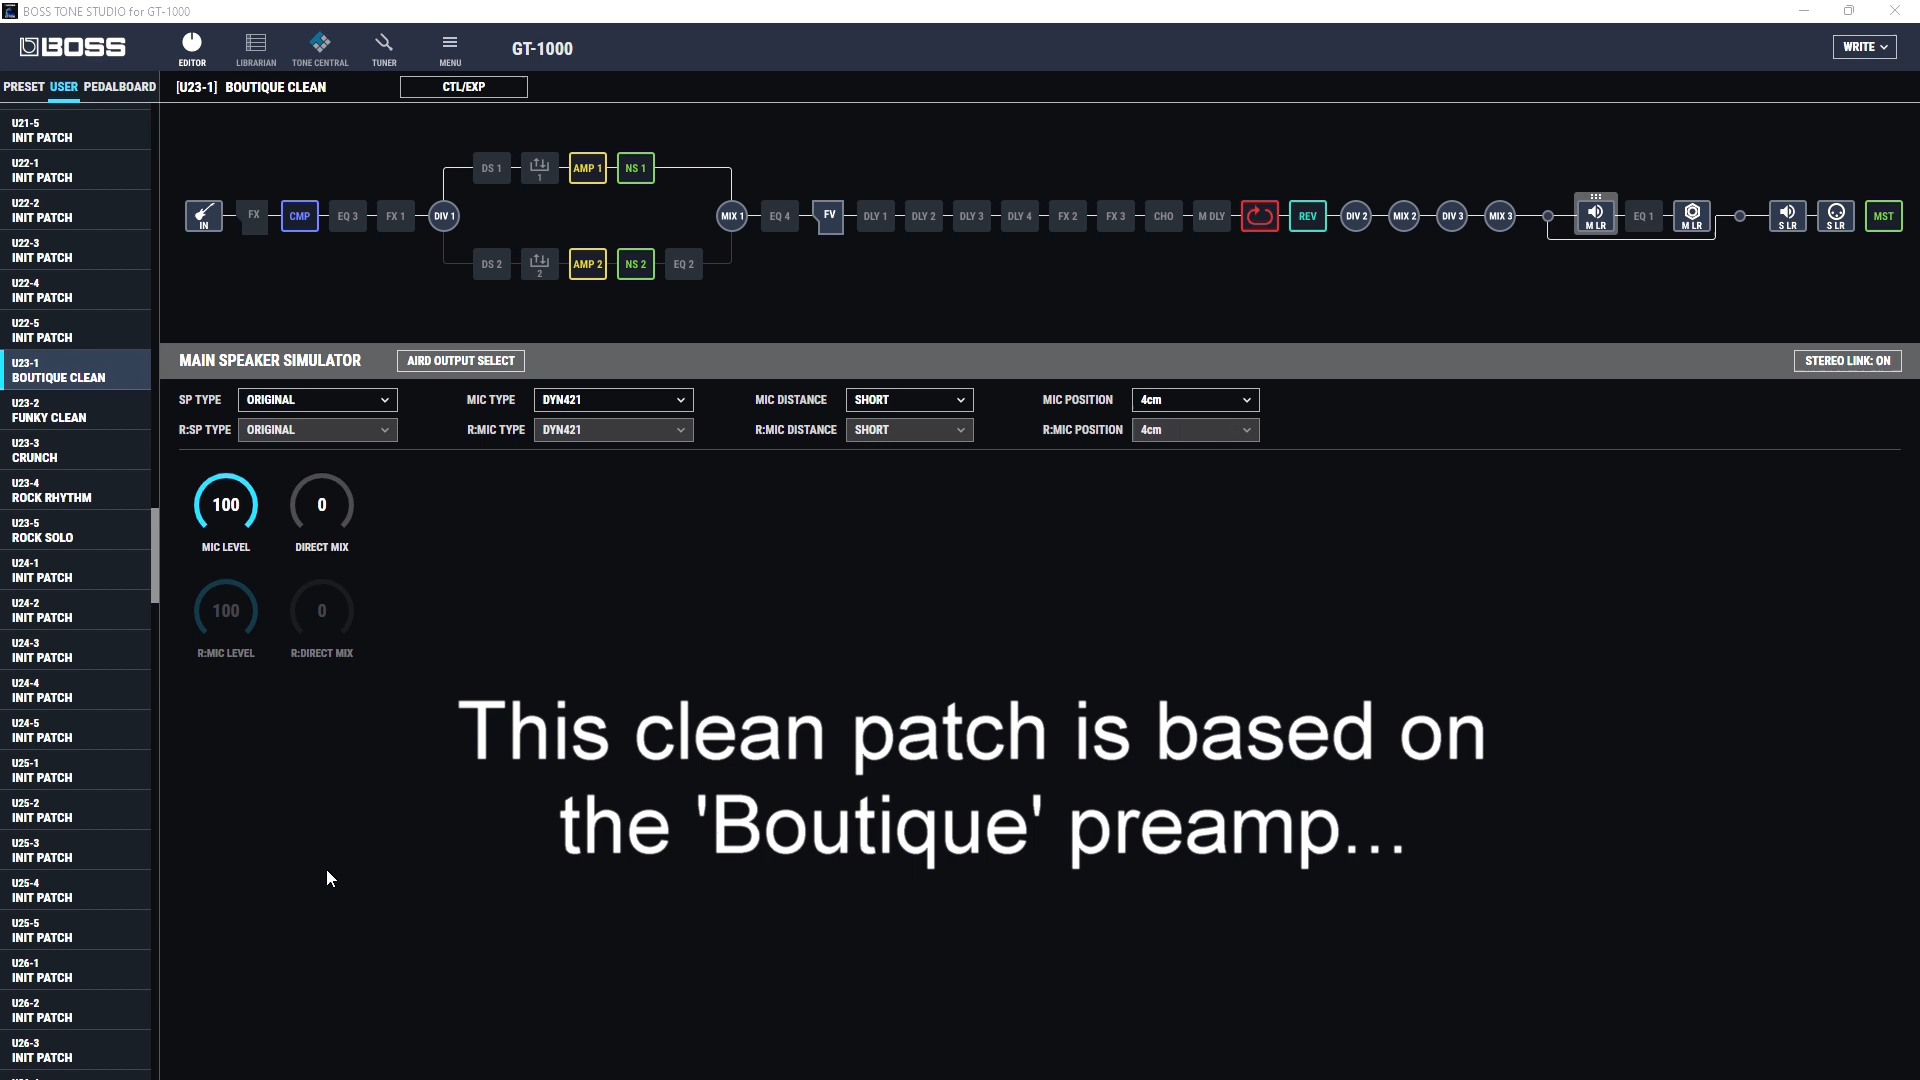 BOSS TONE STUDIO for GT-1000
BOSS
EDITOR
LIBRARIAN
TONE CENTRAL
TUNER
MENU
GT-1000
WRITE
PRESET USER PEDALBOARD
[U23-1] BOUTIQUE CLEAN
CTL/EXP
U21-5
INIT PATCH
U22-1
INIT PATCH
U22-2
INIT PATCH
U22-3
INIT PATCH
U22-4
INIT PATCH
U22-5
INIT PATCH
U23-1
BOUTIQUE CLEAN
U23-2
FUNKY CLEAN
U23-3
CRUNCH
U23-4
ROCK RHYTHM
U23-5
ROCK SOLO
U24-1
INIT PATCH
U24-2
INIT PATCH
U24-3
INIT PATCH
U24-4
INIT PATCH
U24-5
INIT PATCH
U25-1
INIT PATCH
U25-2
INIT PATCH
U25-3
INIT PATCH
U25-4
INIT PATCH
U25-5
INIT PATCH
U26-1
INIT PATCH
U26-2
INIT PATCH
U26-3
INIT PATCH
DS 1
1
AMP 1
NS 1
IN
FX
CMP
EQ 3
FX 1
DIV 1
MIX 1
EQ 4
FV
DLY 1
DLY 2
DLY 3
DLY 4
FX 2
FX 3
CHO
M DLY
REV
DIV 2
MIX 2
DIV 3
MIX 3
M LR
EQ 1
M LR
S LR
S LR
MST
DS 2
2
AMP 2
NS 2
EQ 2
MAIN SPEAKER SIMULATOR
AIRD OUTPUT SELECT
STEREO LINK: ON
SP TYPE ORIGINAL
MIC TYPE DYN421
MIC DISTANCE SHORT
MIC POSITION 4cm
R:SP TYPE ORIGINAL
R:MIC TYPE DYN421
R:MIC DISTANCE SHORT
R:MIC POSITION 4cm
100
0
MIC LEVEL
DIRECT MIX
100
0
R:MIC LEVEL
R:DIRECT MIX
This clean patch is based on
the 'Boutique' preamp...